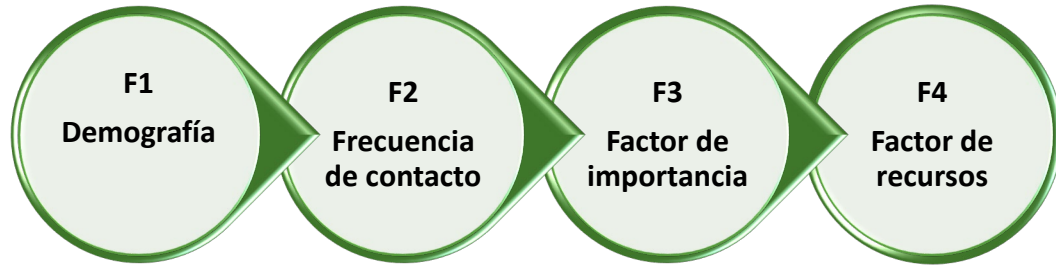 F1
Demografía
F2
Frecuencia
de contacto
F3
Factor de
importancia
F4
Factor de
recursos